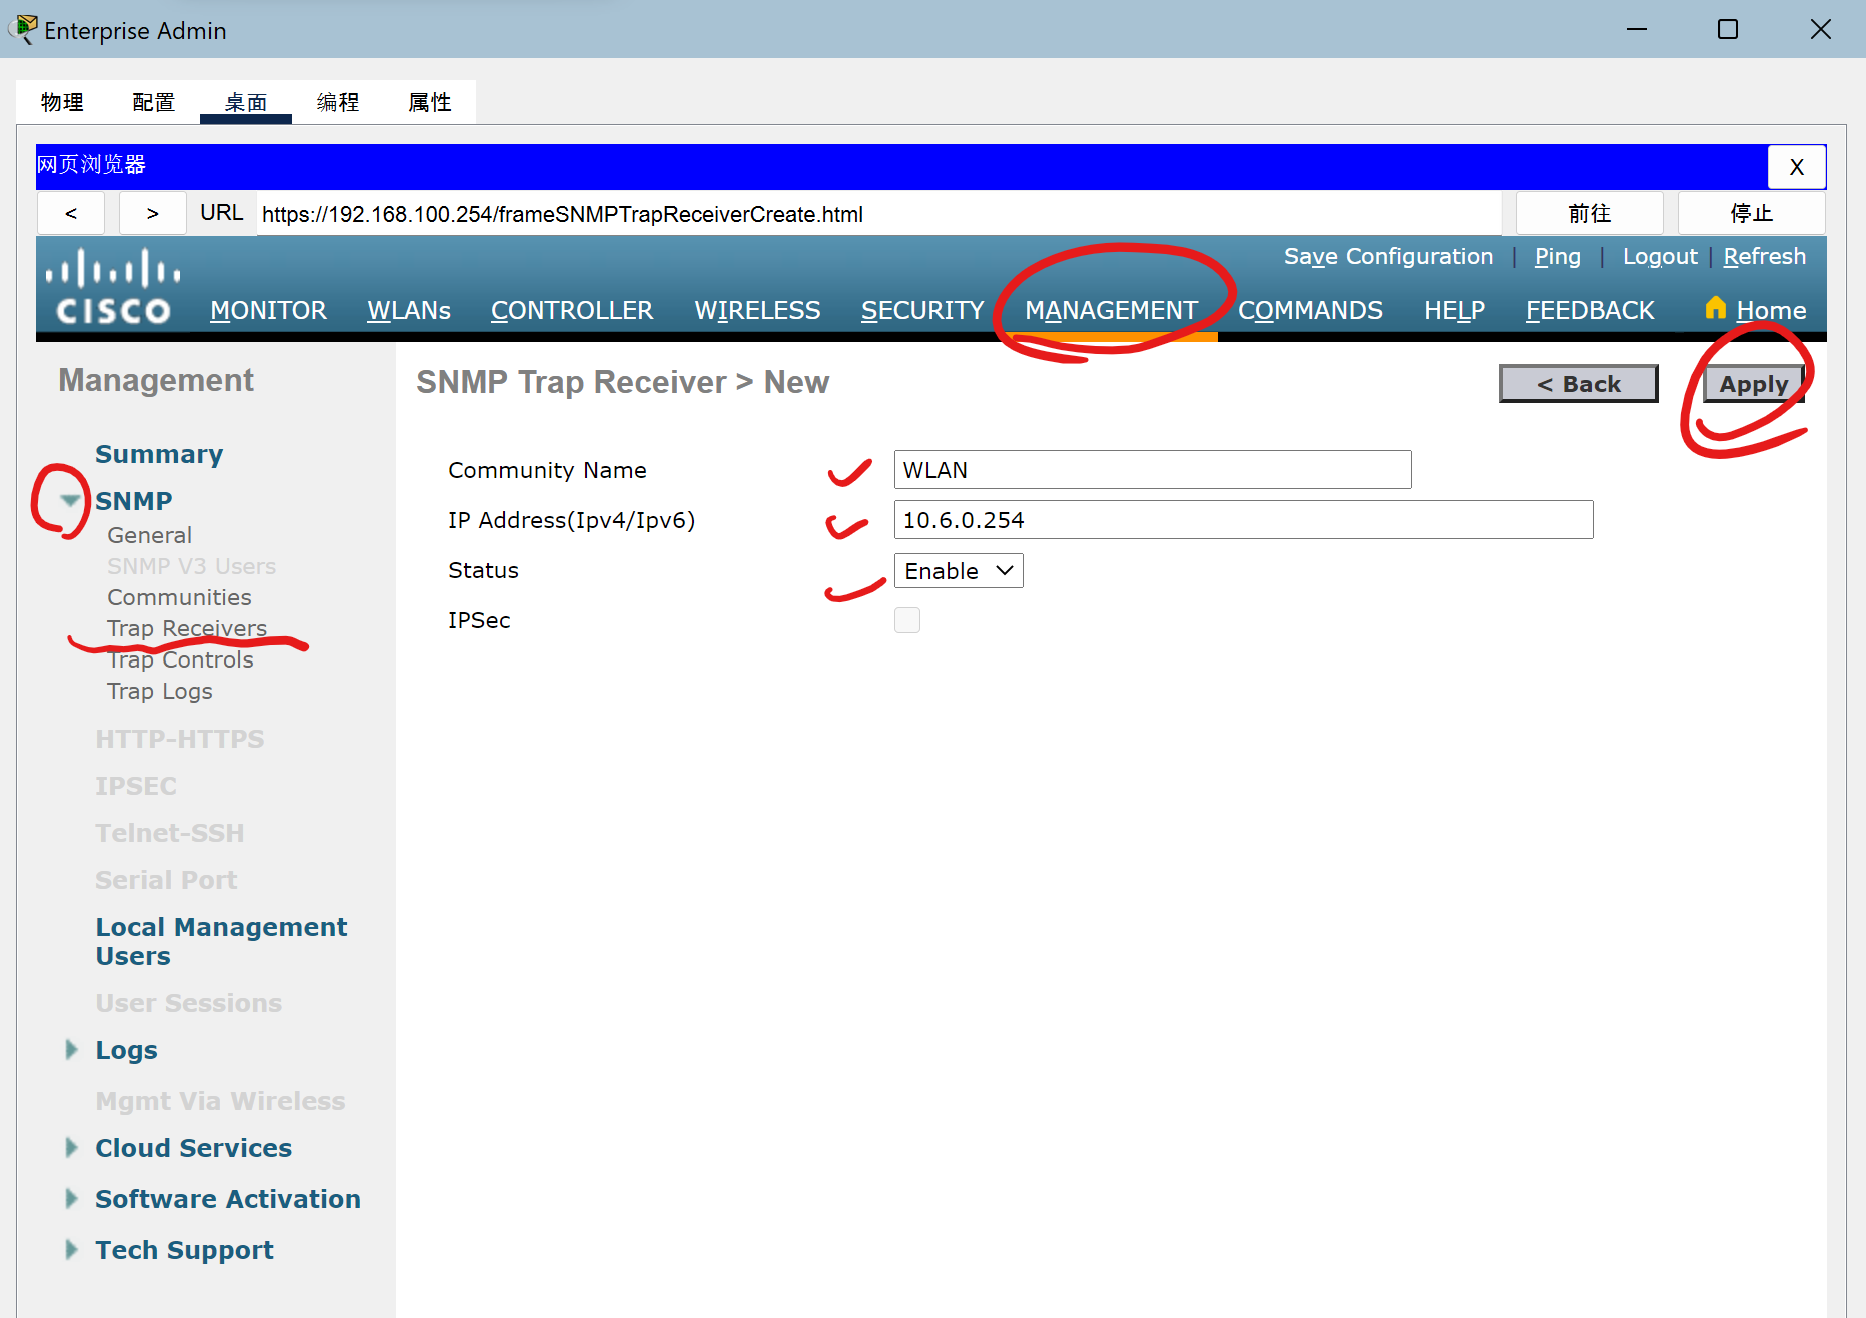 Enterprise Admin
物理 配置 桌面 编程 属性
网页浏览器 X
< > URL https://192.168.100.254/frameSNMPTrapReceiverCreate.html 前往 停止
Save Configuration | Ping | Logout | Refresh
CISCO MONITOR WLANs CONTROLLER WIRELESS SECURITY MANAGEMENT COMMANDS HELP FEEDBACK Home
Management
Summary
SNMP
General
SNMP V3 Users
Communities
Trap Receivers
Trap Controls
Trap Logs
HTTP-HTTPS
IPSEC
Telnet-SSH
Serial Port
Local Management
Users
User Sessions
Logs
Mgmt Via Wireless
Cloud Services
Software Activation
Tech Support
SNMP Trap Receiver > New < Back Apply
Community Name WLAN
IP Address(Ipv4/Ipv6) 10.6.0.254
Status Enable
IPSec